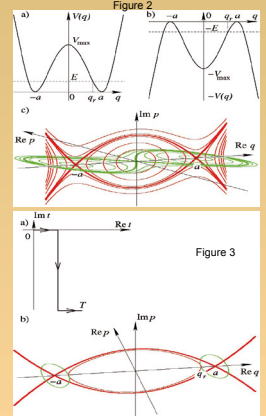 Figure 2
a) V(q)
V_max
E
-a 0 q_r a q
b) -a 0 q_r a q
-E
-V_max
-V(q)
c) Im p
Re p
Re q
-a
a
Figure 3
a) Im t
0 Re t
T
b) Im p
Re p
-a
q_r a
Re q